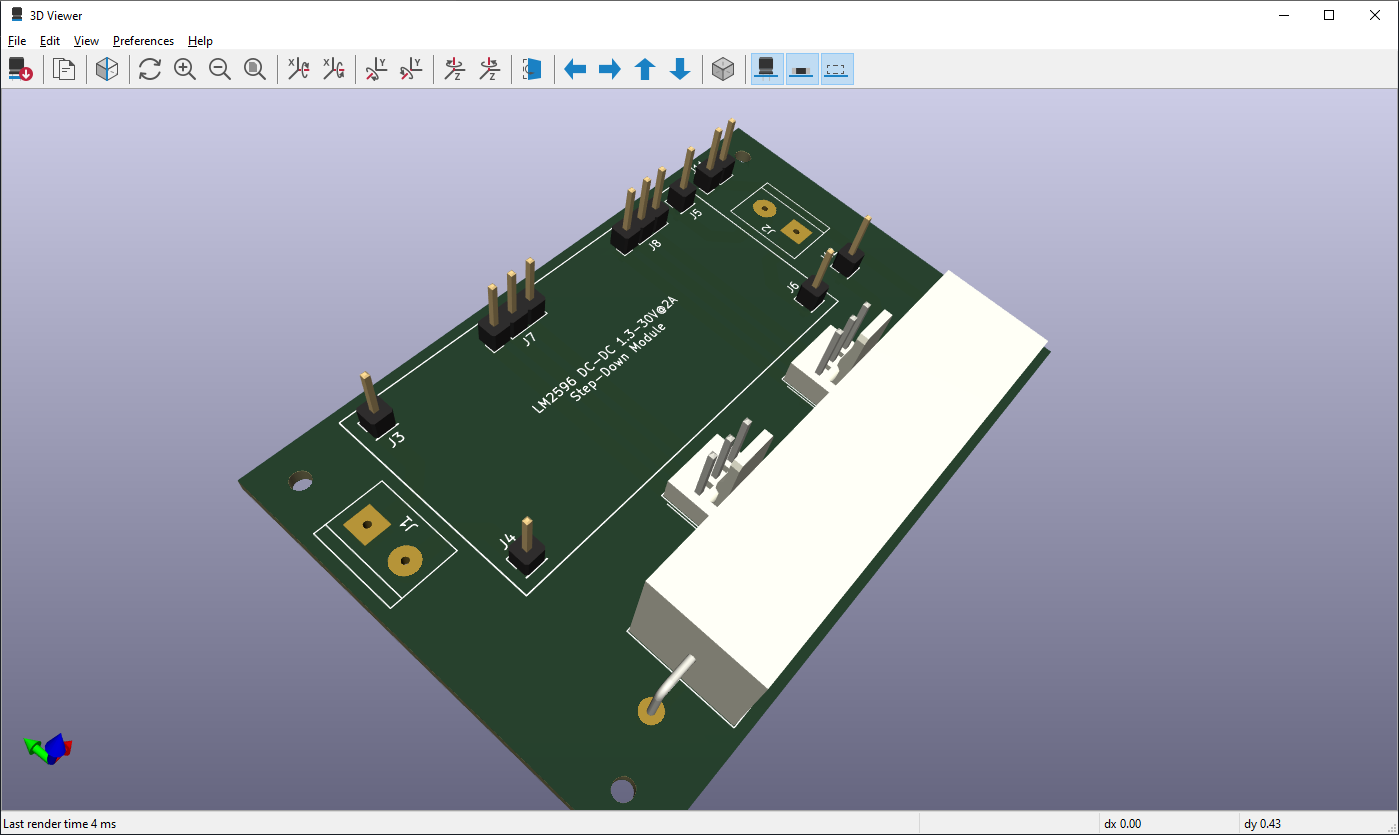 3D Viewer
File Edit View Preferences Help
J5
J8
J2
J6
J7
LM2596 DC-DC 1.3-30V@2A
Step-Down Module
J3
J1
J4
Last render time 4 ms
dx 0.00
dy 0.43